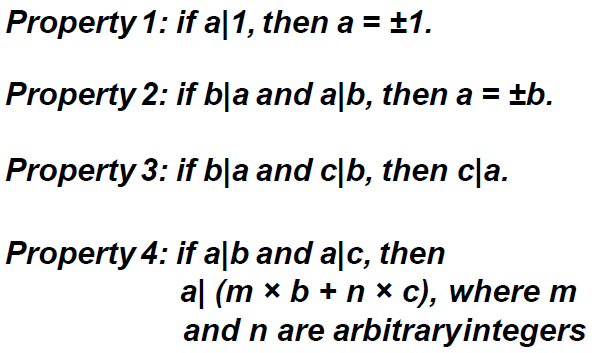 Property 1: if a|1, then a = ±1.
Property 2: if b|a and a|b, then a = ±b.
Property 3: if b|a and c|b, then c|a.
Property 4: if a|b and a|c, then
a| (m × b + n × c), where m
and n are arbitraryintegers